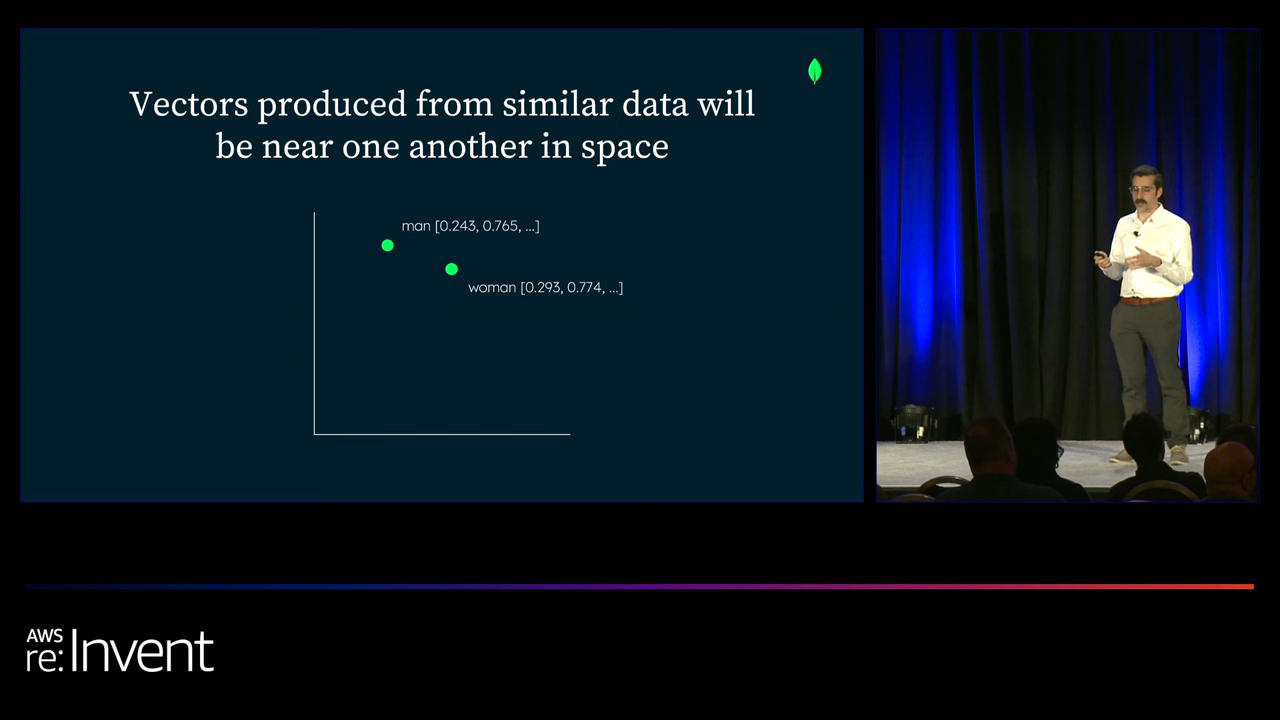 Vectors produced from similar data will
be near one another in space
man [0.243, 0.765, ...]
woman [0.293, 0.774, ...]
AWS
re:Invent